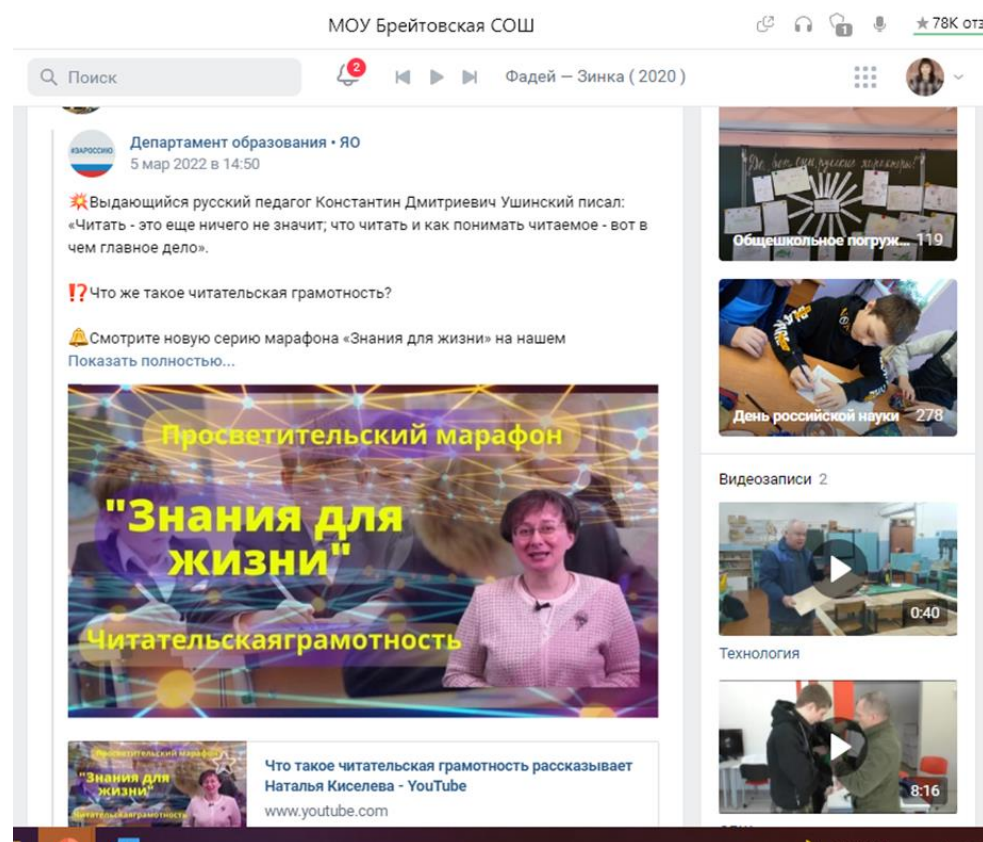 МОУ Брейтовская СОШ
1
★ 78K
Поиск
2
Фадей — Зинка ( 2020 )
#ЗАРОССИЮ
Департамент образования • ЯО
5 мар 2022 в 14:50
💥Выдающийся русский педагог Константин Дмитриевич Ушинский писал:
«Читать - это еще ничего не значит; что читать и как понимать читаемое - вот в
чем главное дело».
⁉Что же такое читательская грамотность?
🔔Смотрите новую серию марафона «Знания для жизни» на нашем
Показать полностью...
Просветительский марафон
"Знания для
жизни"
Читательскаяграмотность
Просветительский марафон
"Знания для
жизни"
Читательскаяграмотность
Что такое читательская грамотность рассказывает
Наталья Киселева - YouTube
www.youtube.com
русские
Общешкольное погруж... 119
День российской науки 278
Видеозаписи 2
0:40
Технология
8:16